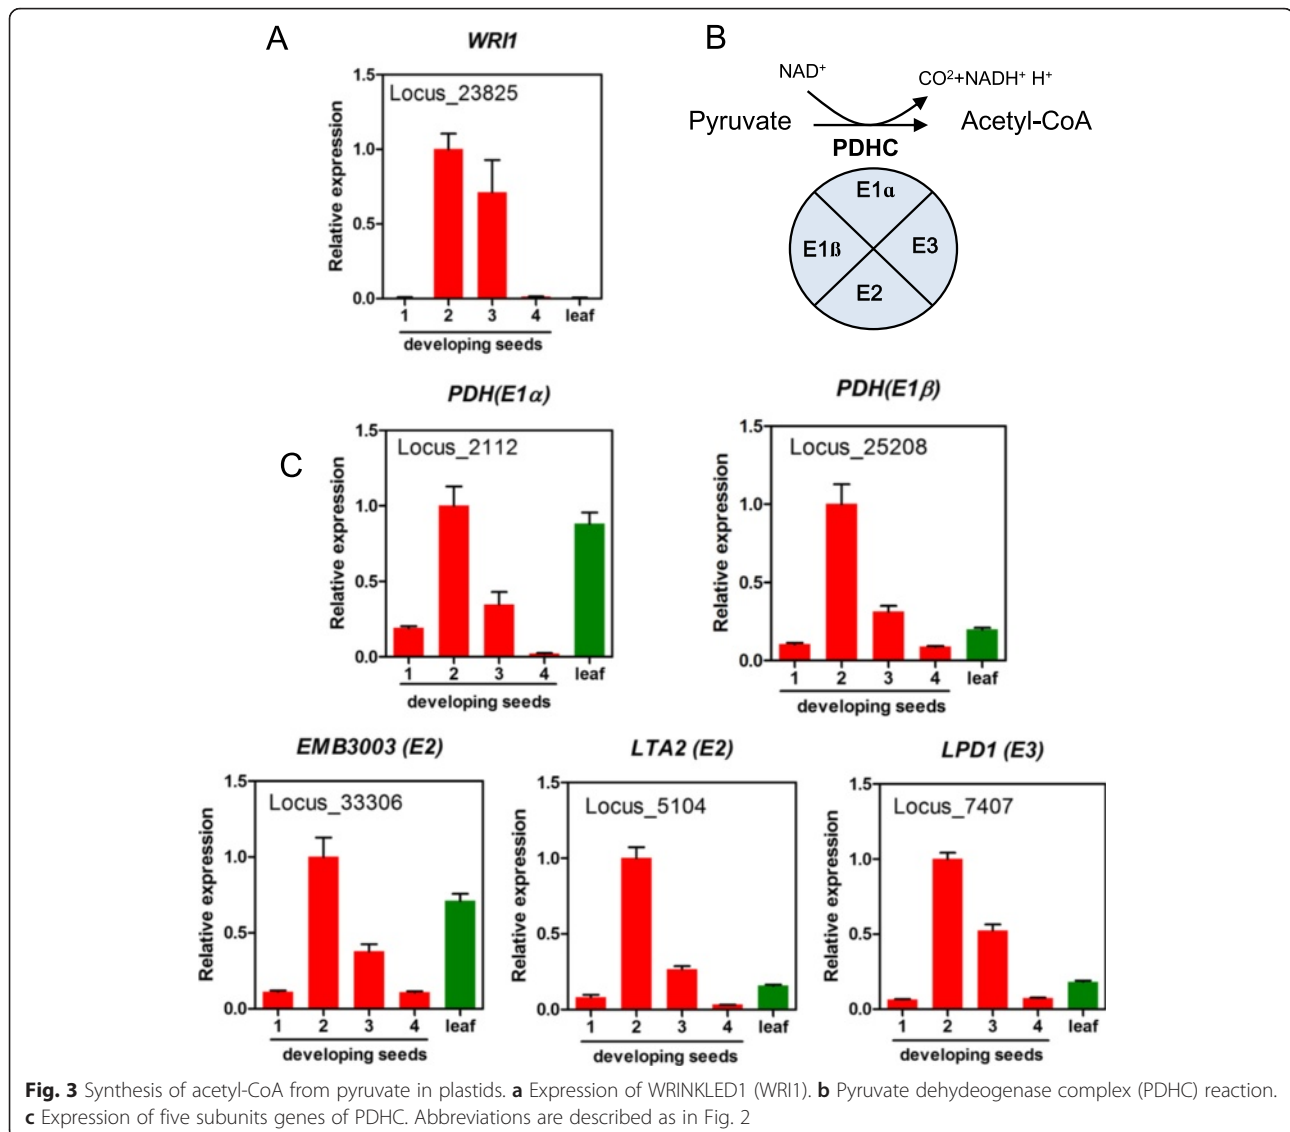 A
WRI1
Locus_23825
Relative expression
1.5
1.0
0.5
0.0
1 2 3 4 leaf
developing seeds
B
NAD+
CO2+NADH+ H+
Pyruvate
Acetyl-CoA
PDHC
E1α
E1ß
E3
E2
C
PDH(E1α)
Locus_2112
Relative expression
1.5
1.0
0.5
0.0
1 2 3 4 leaf
developing seeds
PDH(E1β)
Locus_25208
Relative expression
1.5
1.0
0.5
0.0
1 2 3 4 leaf
developing seeds
EMB3003 (E2)
Locus_33306
Relative expression
1.5
1.0
0.5
0.0
1 2 3 4 leaf
developing seeds
LTA2 (E2)
Locus_5104
Relative expression
1.5
1.0
0.5
0.0
1 2 3 4 leaf
developing seeds
LPD1 (E3)
Locus_7407
Relative expression
1.5
1.0
0.5
0.0
1 2 3 4 leaf
developing seeds
Fig. 3 Synthesis of acetyl-CoA from pyruvate in plastids. a Expression of WRINKLED1 (WRI1). b Pyruvate dehydeogenase complex (PDHC) reaction.
c Expression of five subunits genes of PDHC. Abbreviations are described as in Fig. 2